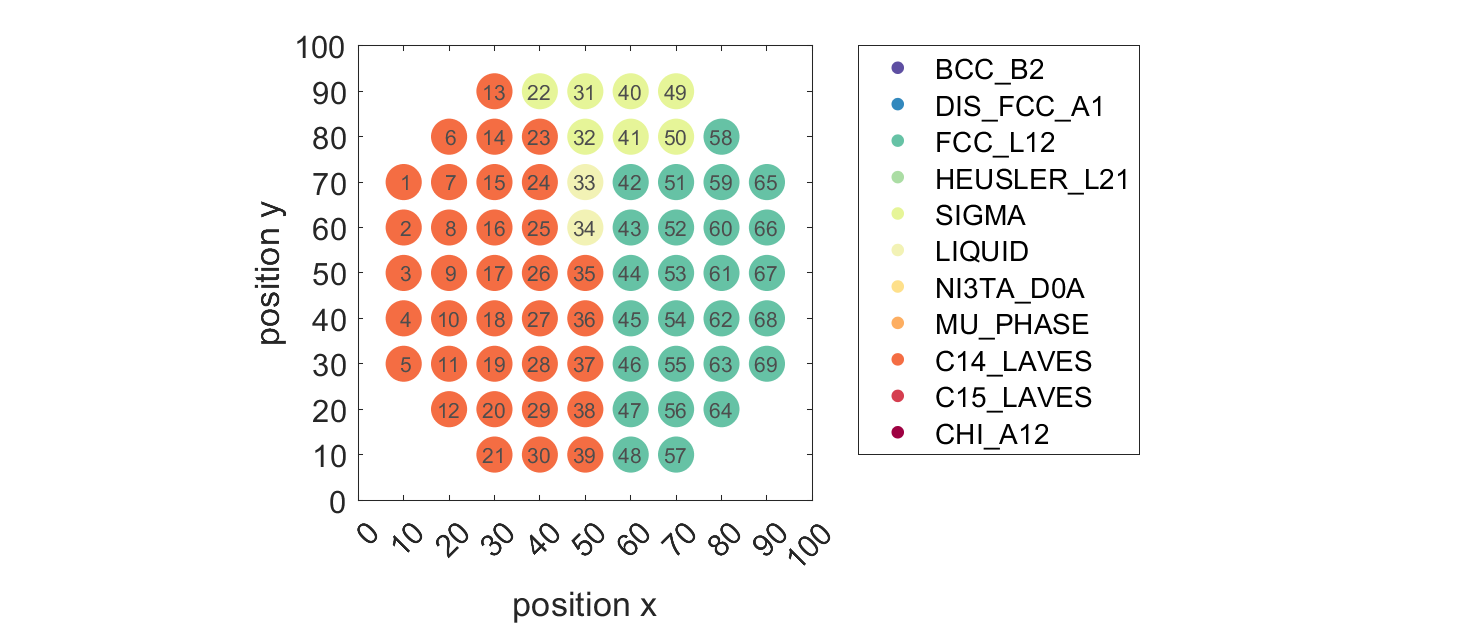 100
90
80
70
60
50
40
30
20
10
0
position y
13 22 31 40 49
6 14 23 32 41 50 58
1 7 15 24 33 42 51 59 65
2 8 16 25 34 43 52 60 66
3 9 17 26 35 44 53 61 67
4 10 18 27 36 45 54 62 68
5 11 19 28 37 46 55 63 69
12 20 29 38 47 56 64
21 30 39 48 57
0 10 20 30 40 50 60 70 80 90 100
position x
BCC_B2
DIS_FCC_A1
FCC_L12
HEUSLER_L21
SIGMA
LIQUID
NI3TA_D0A
MU_PHASE
C14_LAVES
C15_LAVES
CHI_A12